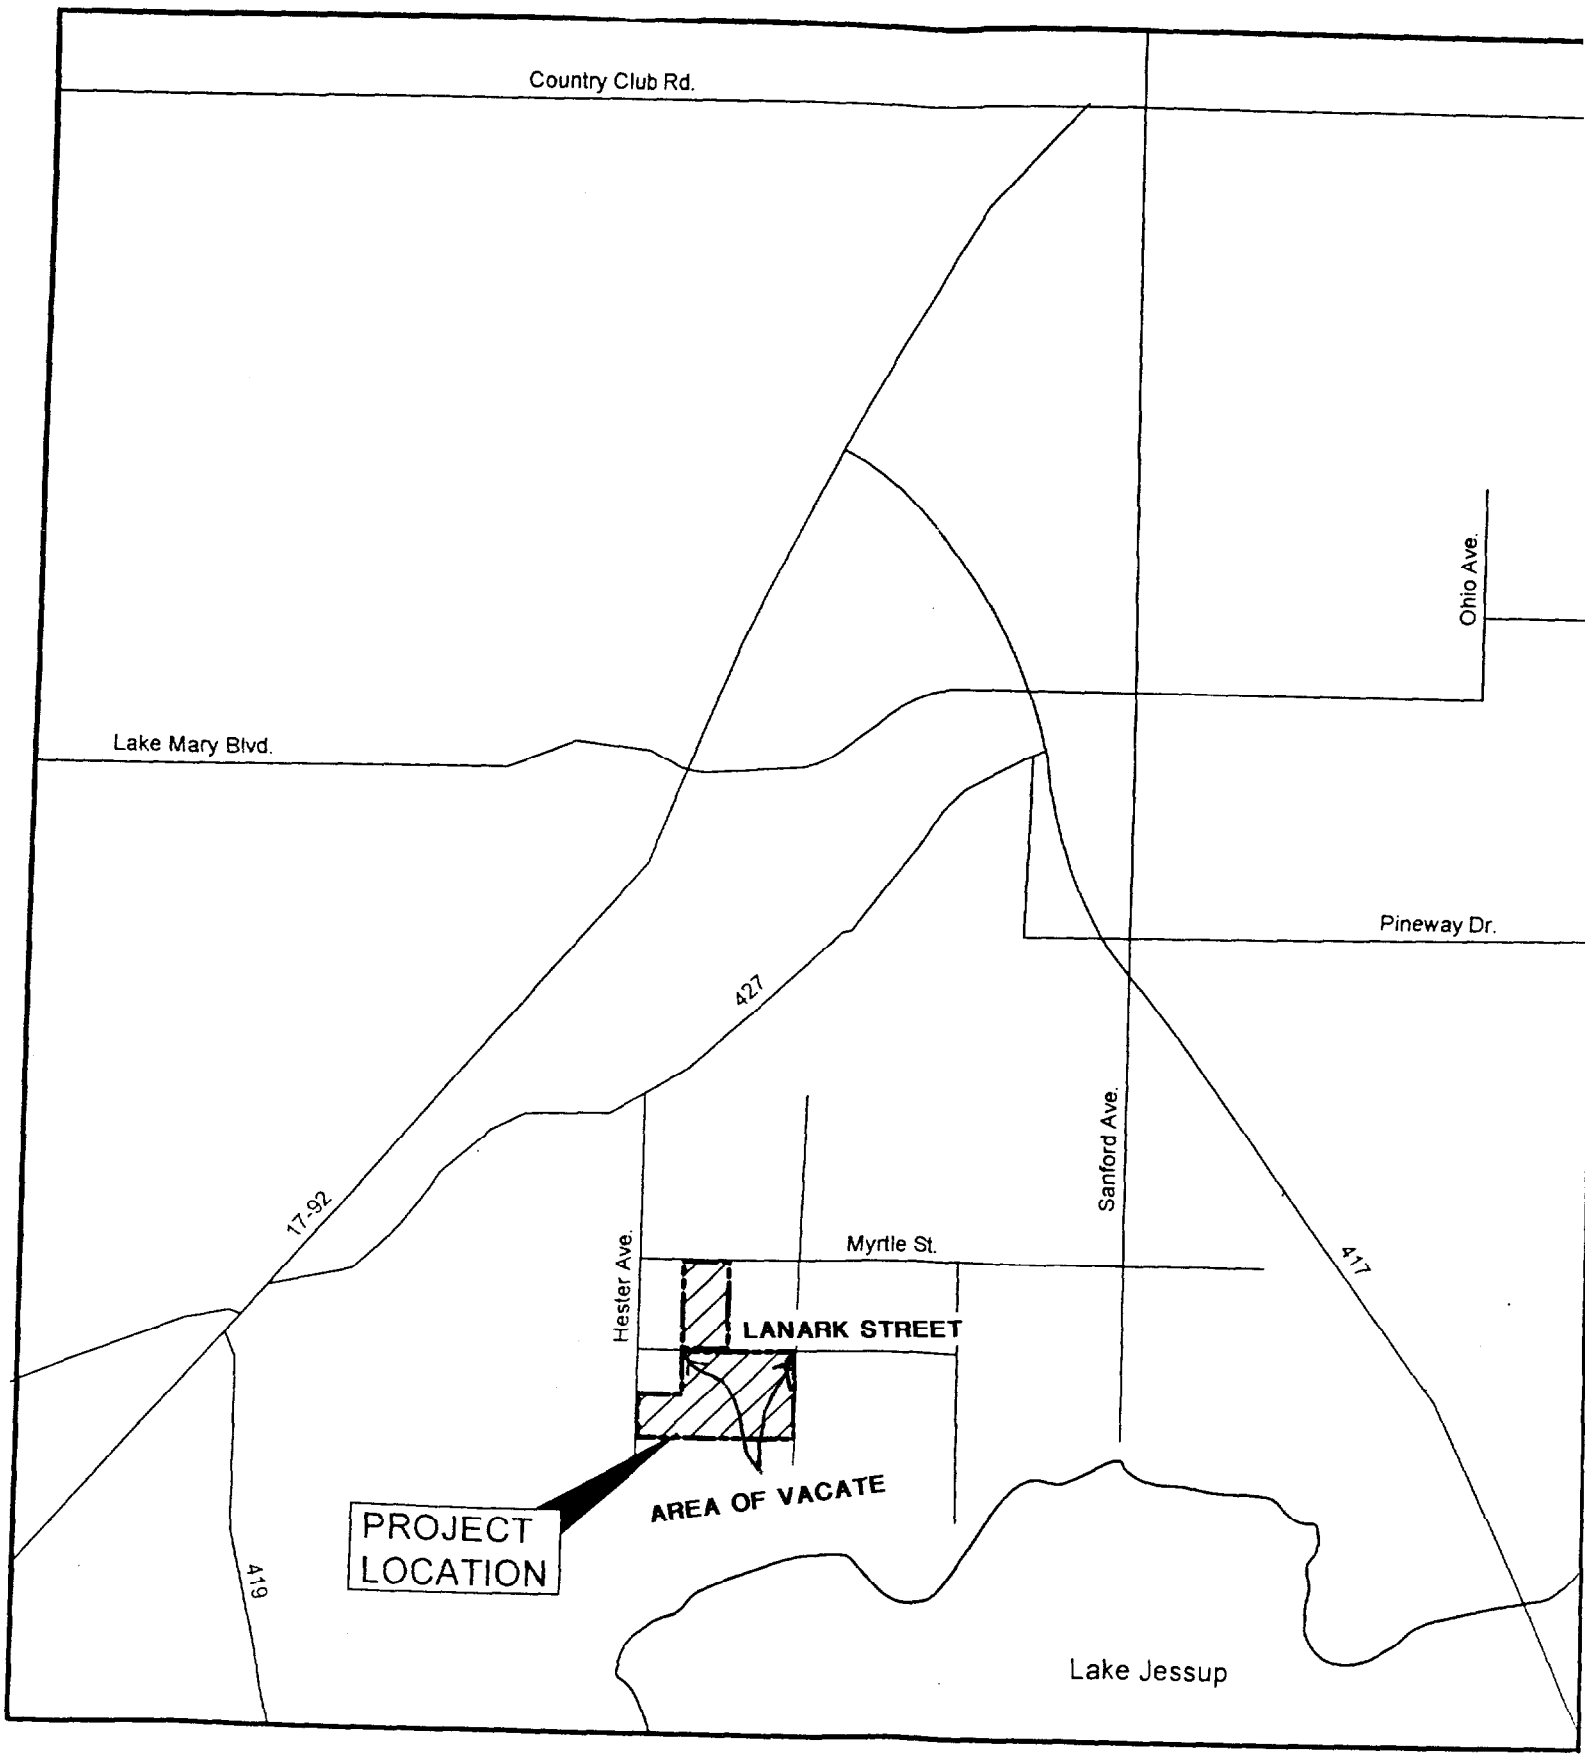 Country Club Rd.
Ohio Ave.
Lake Mary Blvd.
Pineway Dr.
427
Sanford Ave.
17-92
Hester Ave.
Myrtle St.
417
LANARK STREET
AREA OF VACATE
PROJECT
LOCATION
419
Lake Jessup